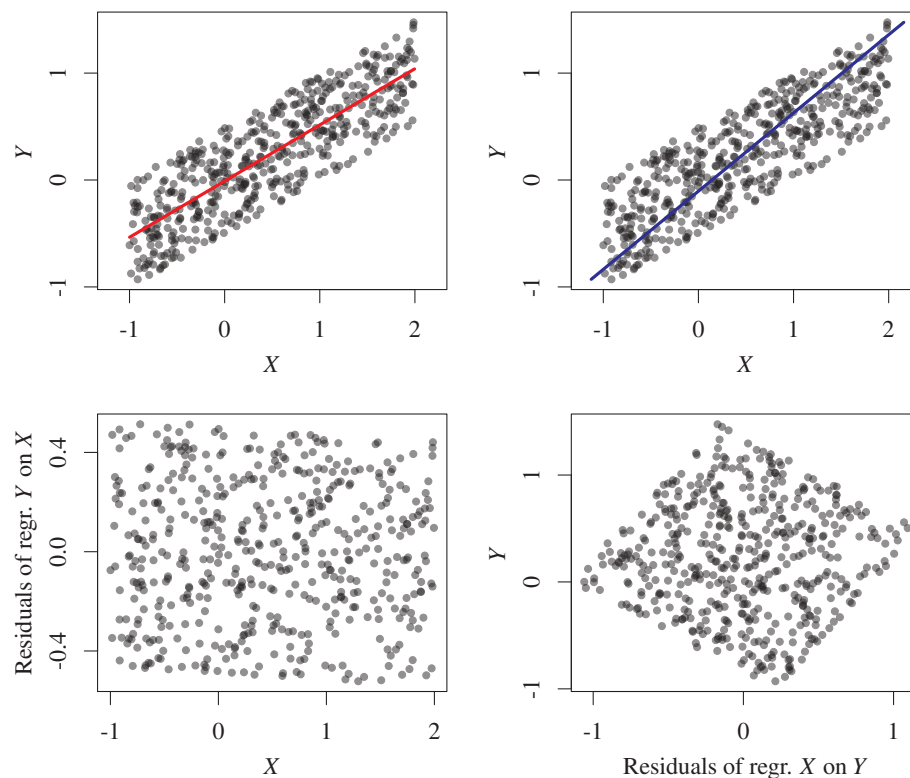 Y
1
0
-1
-1 0 1 2
X
Y
1
0
-1
-1 0 1 2
X
Residuals of regr. Y on X
0.4
0.0
-0.4
-1 0 1 2
X
Y
1
0
-1
-1 0 1
Residuals of regr. X on Y